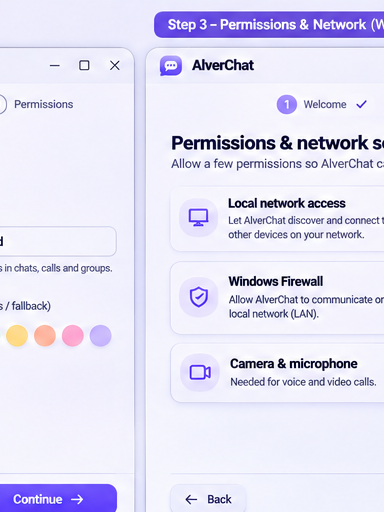 Step 3 – Permissions & Network (W
Permissions
d
s in chats, calls and groups.
s / fallback)
Continue →
AlverChat
1 Welcome ✓
Permissions & network s
Allow a few permissions so AlverChat c
Local network access
Let AlverChat discover and connect t
other devices on your network.
Windows Firewall
Allow AlverChat to communicate o
local network (LAN).
Camera & microphone
Needed for voice and video calls.
← Back